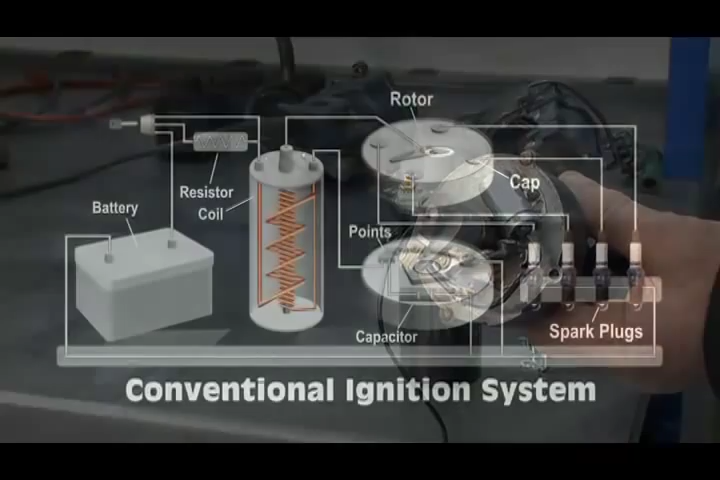 Rotor
Resistor
Cap
Coil
Battery
Points
Capacitor
Spark Plugs
Conventional Ignition System